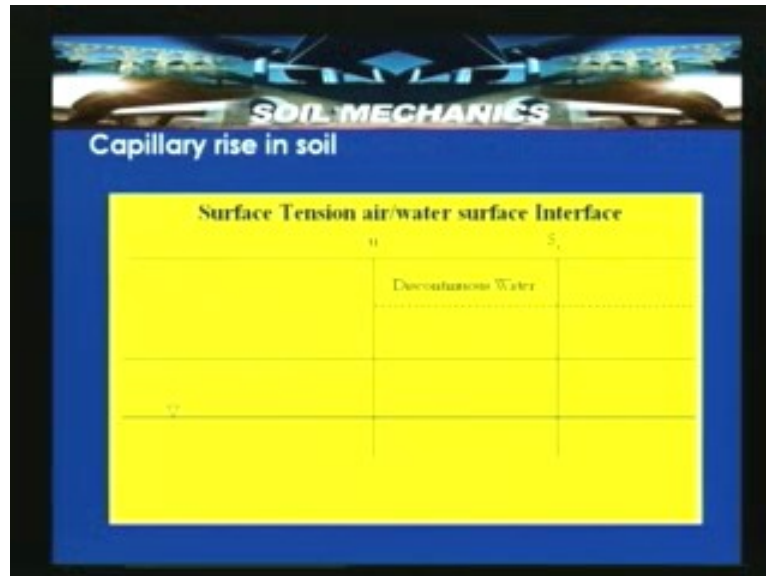 SOIL MECHANICS
Capillary rise in soil
Surface Tension air/water surface Interface
u S
Discontinuous Water